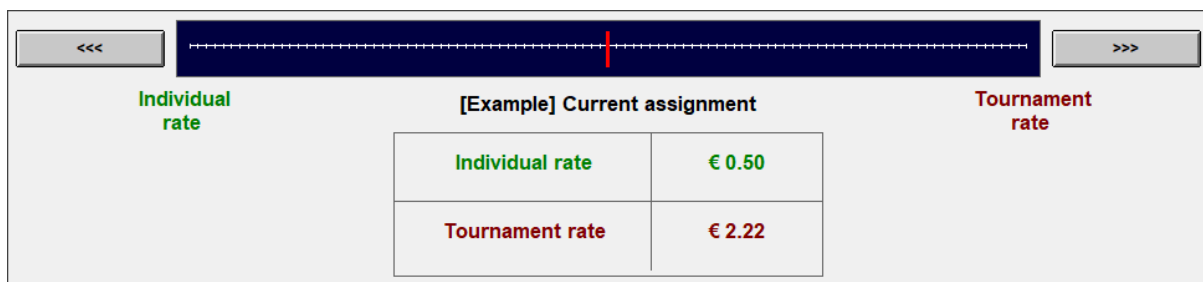 <<<
>>>
Individual
rate
[Example] Current assignment
Tournament
rate
Individual rate € 0.50
Tournament rate € 2.22